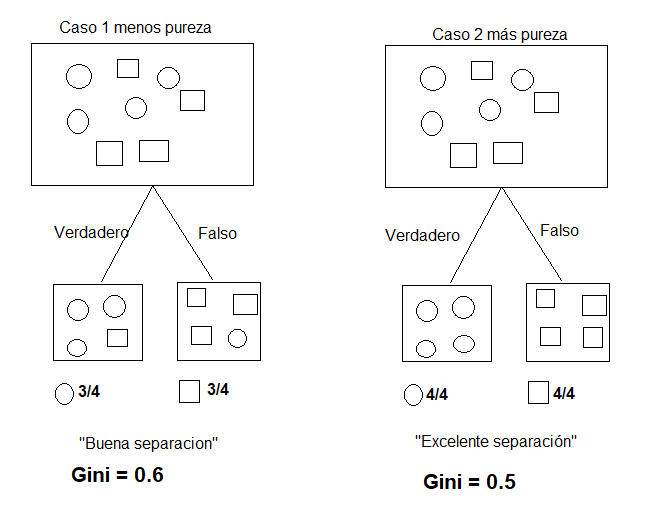 Caso 1 menos pureza
Verdadero
Falso
3/4
3/4
"Buena separacion"
Gini = 0.6
Caso 2 más pureza
Verdadero
Falso
4/4
4/4
"Excelente separación"
Gini = 0.5